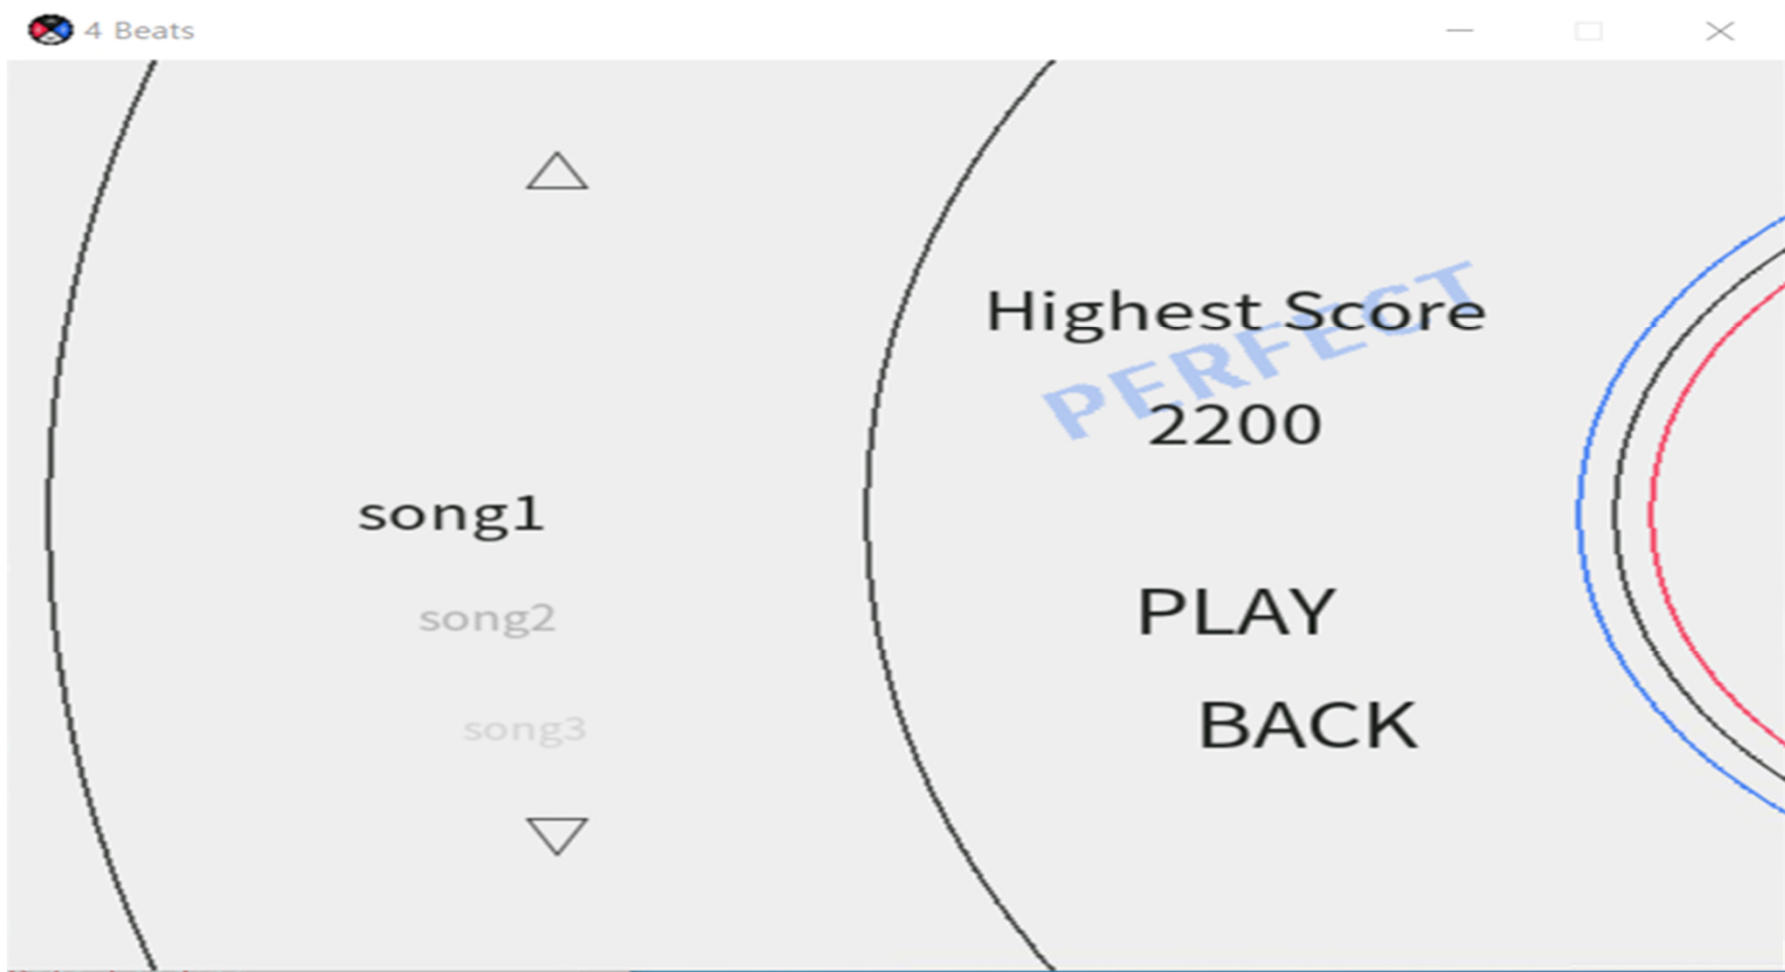 4 Beats
Highest Score
PERFECT
2200
song1
song2
song3
PLAY
BACK